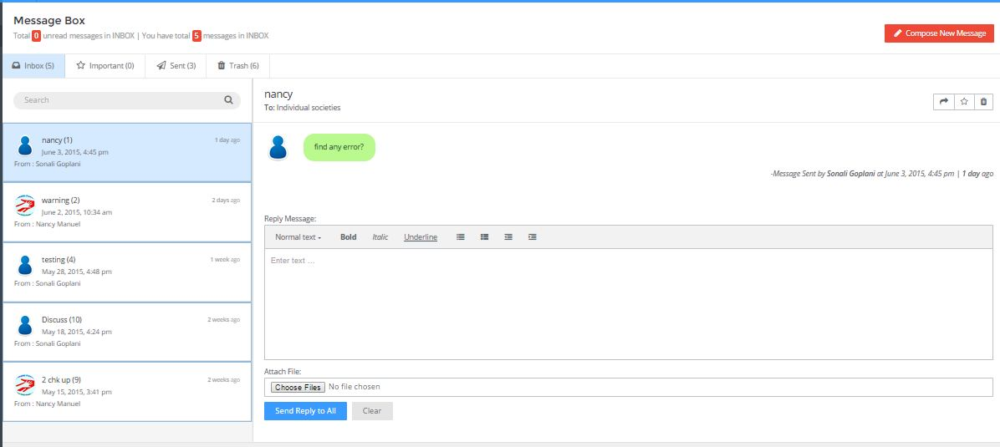 Message Box
Total 0 unread messages in INBOX | You have total 5 messages in INBOX
Compose New Message
Inbox (5)
Important (0)
Sent (3)
Trash (6)
Search
nancy (1)
1 day ago
June 3, 2015, 4:45 pm
From : Sonali Goplani
warning (2)
2 days ago
June 2, 2015, 10:34 am
From : Nancy Manuel
testing (4)
1 week ago
May 28, 2015, 4:48 pm
From : Sonali Goplani
Discuss (10)
2 weeks ago
May 18, 2015, 4:24 pm
From : Sonali Goplani
2 chk up (9)
2 weeks ago
May 15, 2015, 3:41 pm
From : Nancy Manuel
nancy
To: Individual societies
find any error?
-Message Sent by Sonali Goplani at June 3, 2015, 4:45 pm | 1 day ago
Reply Message:
Normal text Bold Italic Underline
Enter text ...
Attach File:
Choose Files No file chosen
Send Reply to All
Clear